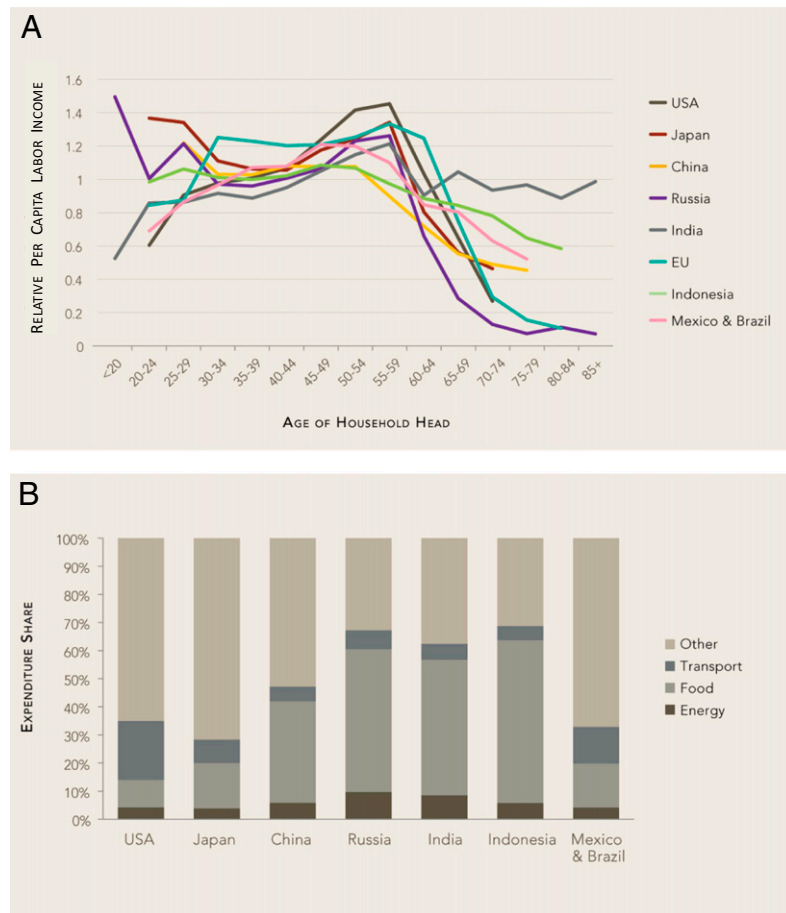 A
RELATIVE PER CAPITA LABOR INCOME
1.6
1.4
1.2
1
0.8
0.6
0.4
0.2
0
<20
20-24
25-29
30-34
35-39
40-44
45-49
50-54
55-59
60-64
65-69
70-74
75-79
80-84
85+
AGE OF HOUSEHOLD HEAD
USA
Japan
China
Russia
India
EU
Indonesia
Mexico & Brazil
B
EXPENDITURE SHARE
100%
90%
80%
70%
60%
50%
40%
30%
20%
10%
0%
USA
Japan
China
Russia
India
Indonesia
Mexico
& Brazil
Other
Transport
Food
Energy